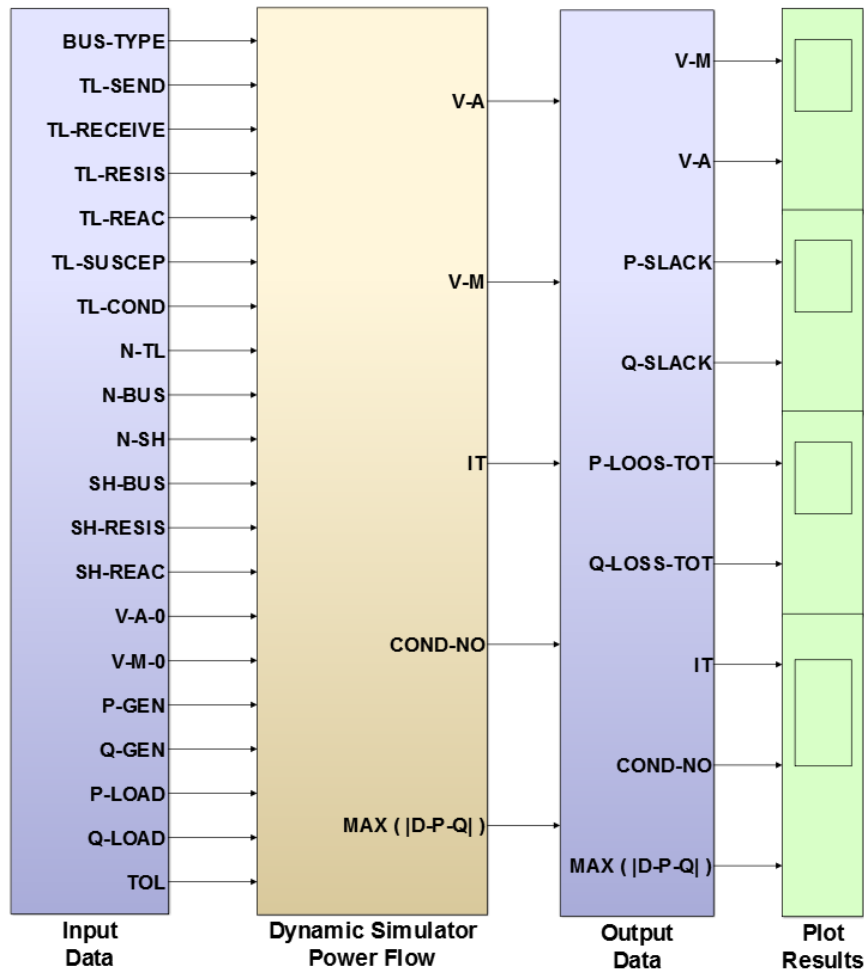 BUS-TYPE
TL-SEND
TL-RECEIVE
TL-RESIS
TL-REAC
TL-SUSCEP
TL-COND
N-TL
N-BUS
N-SH
SH-BUS
SH-RESIS
SH-REAC
V-A-0
V-M-0
P-GEN
Q-GEN
P-LOAD
Q-LOAD
TOL
Input
Data
V-A
V-M
IT
COND-NO
MAX ( |D-P-Q| )
Dynamic Simulator
Power Flow
V-M
V-A
P-SLACK
Q-SLACK
P-LOOS-TOT
Q-LOSS-TOT
IT
COND-NO
MAX ( |D-P-Q| )
Output
Data
Plot
Results